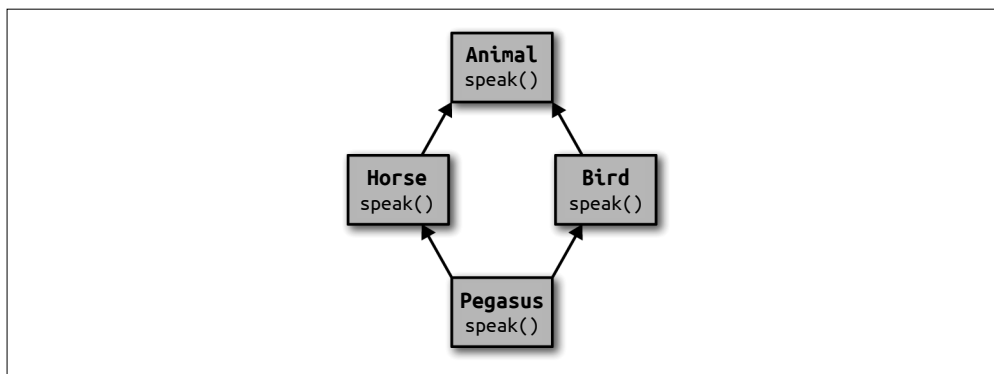 Animal
speak()
Horse
speak()
Bird
speak()
Pegasus
speak()